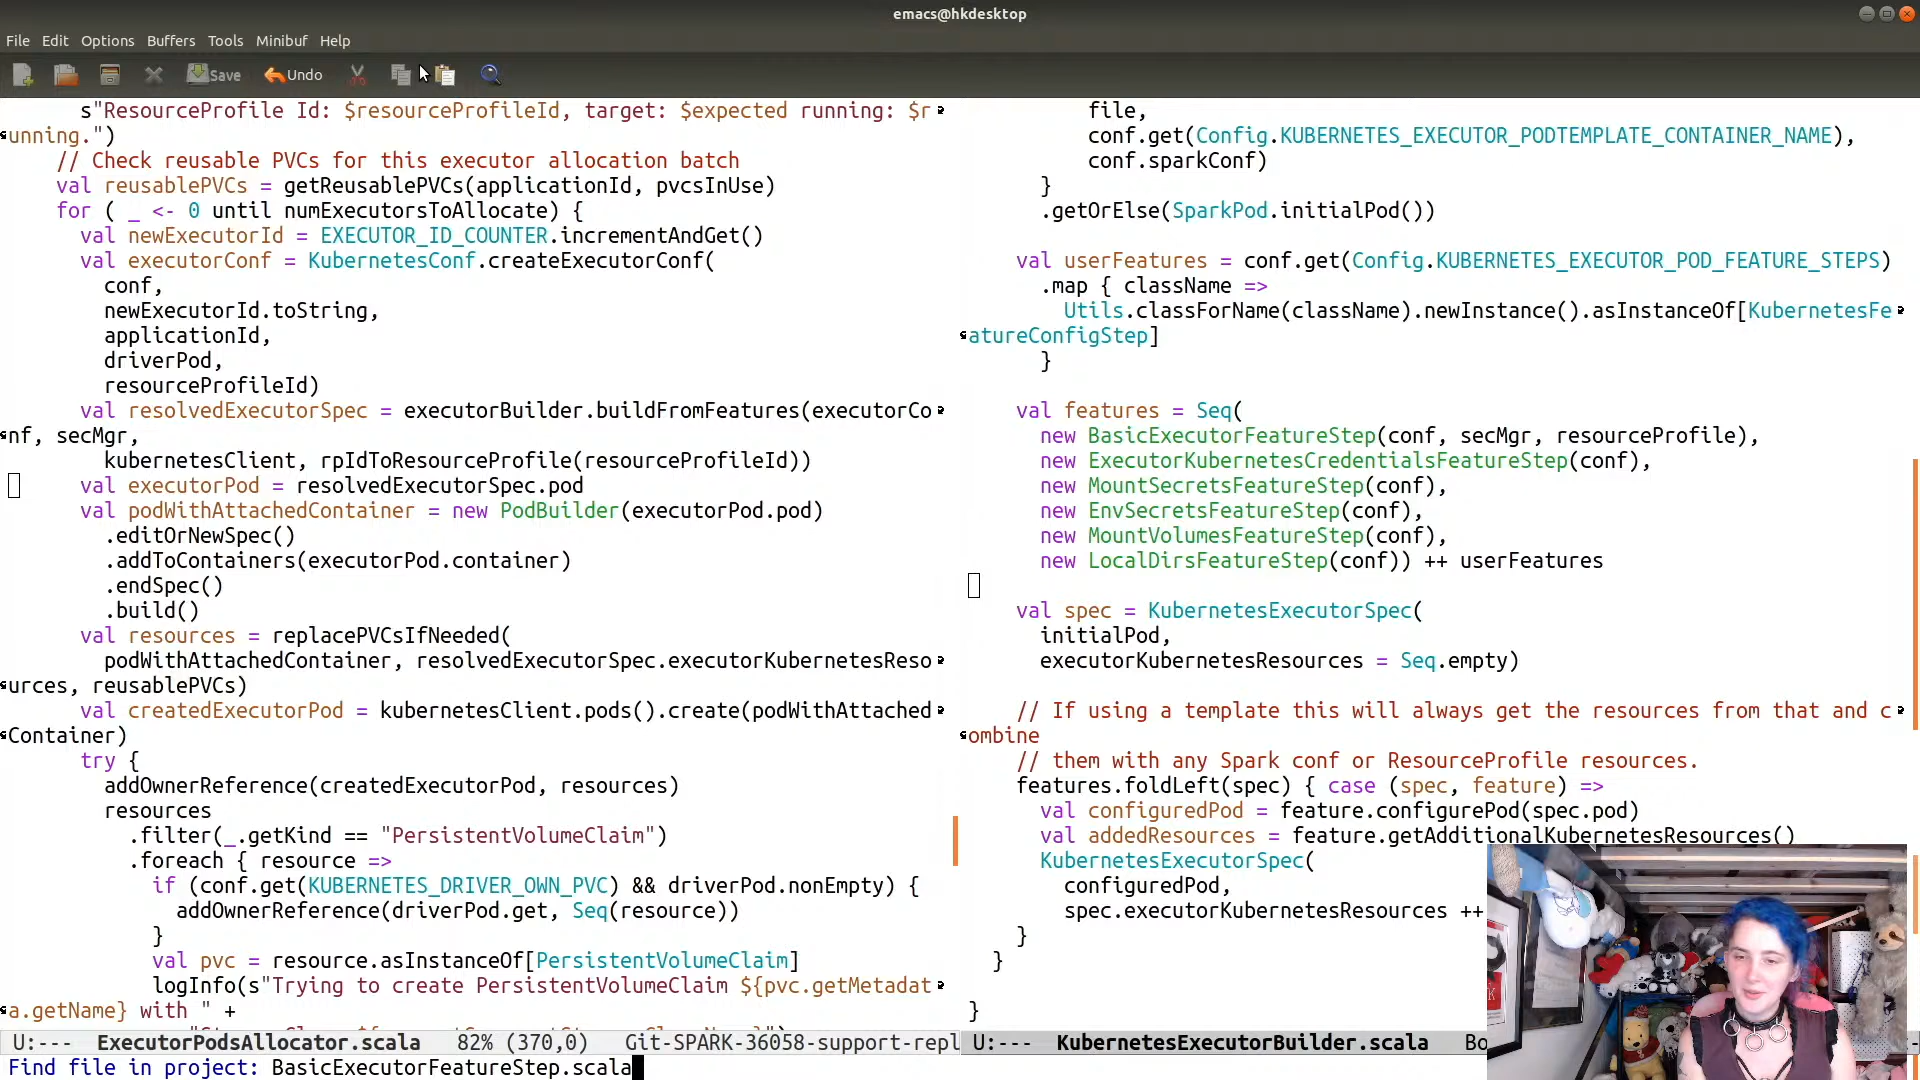 emacs@hkdesktop
File Edit Options Buffers Tools Minibuf Help
Save Undo
s"ResourceProfile Id: $resourceProfileId, target: $expected running: $r
unning.")
// Check reusable PVCs for this executor allocation batch
val reusablePVCs = getReusablePVCs(applicationId, pvcsInUse)
for ( _ <- 0 until numExecutorsToAllocate) {
val newExecutorId = EXECUTOR_ID_COUNTER.incrementAndGet()
val executorConf = KubernetesConf.createExecutorConf(
conf,
newExecutorId.toString,
applicationId,
driverPod,
resourceProfileId)
val resolvedExecutorSpec = executorBuilder.buildFromFeatures(executorCo
nf, secMgr,
kubernetesClient, rpIdToResourceProfile(resourceProfileId))
val executorPod = resolvedExecutorSpec.pod
val podWithAttachedContainer = new PodBuilder(executorPod.pod)
.editOrNewSpec()
.addToContainers(executorPod.container)
.endSpec()
.build()
val resources = replacePVCsIfNeeded(
podWithAttachedContainer, resolvedExecutorSpec.executorKubernetesReso
urces, reusablePVCs)
val createdExecutorPod = kubernetesClient.pods().create(podWithAttached
Container)
try {
addOwnerReference(createdExecutorPod, resources)
resources
.filter(_.getKind == "PersistentVolumeClaim")
.foreach { resource =>
if (conf.get(KUBERNETES_DRIVER_OWN_PVC) && driverPod.nonEmpty) {
addOwnerReference(driverPod.get, Seq(resource))
}
val pvc = resource.asInstanceOf[PersistentVolumeClaim]
logInfo(s"Trying to create PersistentVolumeClaim ${pvc.getMetadat
a.getName} with " +
U:--- ExecutorPodsAllocator.scala 82% (370,0) Git-SPARK-36058-support-repl
file,
conf.get(Config.KUBERNETES_EXECUTOR_PODTEMPLATE_CONTAINER_NAME),
conf.sparkConf)
}
.getOrElse(SparkPod.initialPod())
val userFeatures = conf.get(Config.KUBERNETES_EXECUTOR_POD_FEATURE_STEPS)
.map { className =>
Utils.classForName(className).newInstance().asInstanceOf[KubernetesFe
atureConfigStep]
}
val features = Seq(
new BasicExecutorFeatureStep(conf, secMgr, resourceProfile),
new ExecutorKubernetesCredentialsFeatureStep(conf),
new MountSecretsFeatureStep(conf),
new EnvSecretsFeatureStep(conf),
new MountVolumesFeatureStep(conf),
new LocalDirsFeatureStep(conf)) ++ userFeatures
val spec = KubernetesExecutorSpec(
initialPod,
executorKubernetesResources = Seq.empty)
// If using a template this will always get the resources from that and c
ombine
// them with any Spark conf or ResourceProfile resources.
features.foldLeft(spec) { case (spec, feature) =>
val configuredPod = feature.configurePod(spec.pod)
val addedResources = feature.getAdditionalKubernetesResources()
KubernetesExecutorSpec(
configuredPod,
spec.executorKubernetesResources ++
}
}
}
U:--- KubernetesExecutorBuilder.scala Bo
Find file in project: BasicExecutorFeatureStep.scala